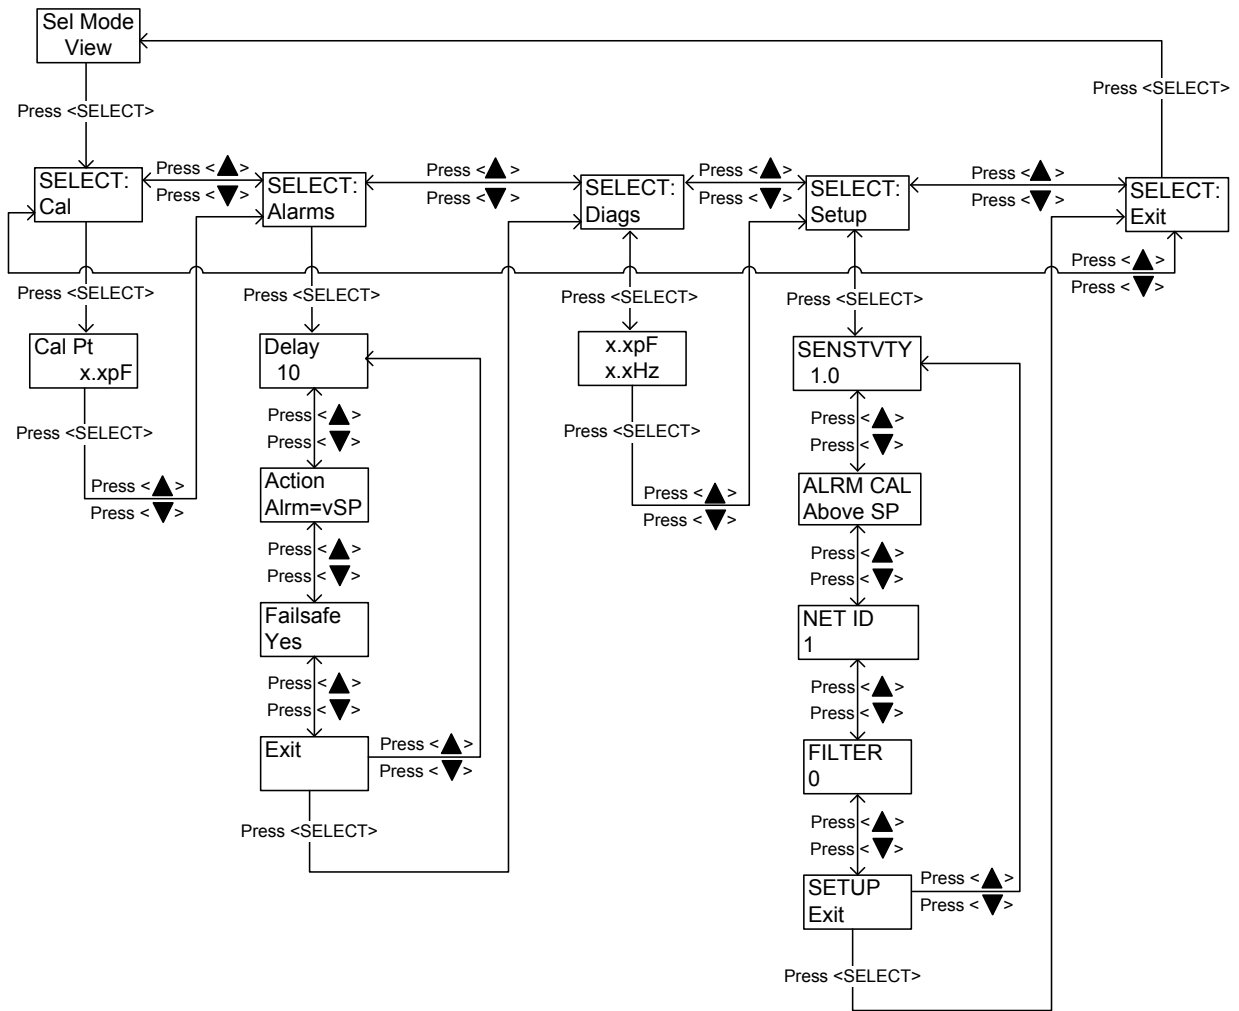 Sel Mode
View
Press <SELECT>
Press <SELECT>
SELECT:
Cal
Press <▲>
Press <▼>
SELECT:
Alarms
Press <▲>
Press <▼>
SELECT:
Diags
Press <▲>
Press <▼>
SELECT:
Setup
Press <▲>
Press <▼>
SELECT:
Exit
Press <▲>
Press <▼>
Press <SELECT>
Press <SELECT>
Press <SELECT>
Press <SELECT>
Cal Pt
x.xpF
Press <SELECT>
Press <▲>
Press <▼>
Delay
10
Press <▲>
Press <▼>
Action
Alrm=vSP
Press <▲>
Press <▼>
Failsafe
Yes
Press <▲>
Press <▼>
Exit
Press <▲>
Press <▼>
Press <SELECT>
x.xpF
x.xHz
Press <SELECT>
Press <▲>
Press <▼>
SENSTVTY
1.0
Press <▲>
Press <▼>
ALRM CAL
Above SP
Press <▲>
Press <▼>
NET ID
1
Press <▲>
Press <▼>
FILTER
0
Press <▲>
Press <▼>
SETUP
Exit
Press <▲>
Press <▼>
Press <SELECT>